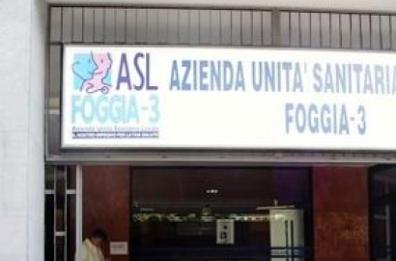 ASL
FOGGIA-3
AZIENDA UNITA' SANITARIA
FOGGIA-3